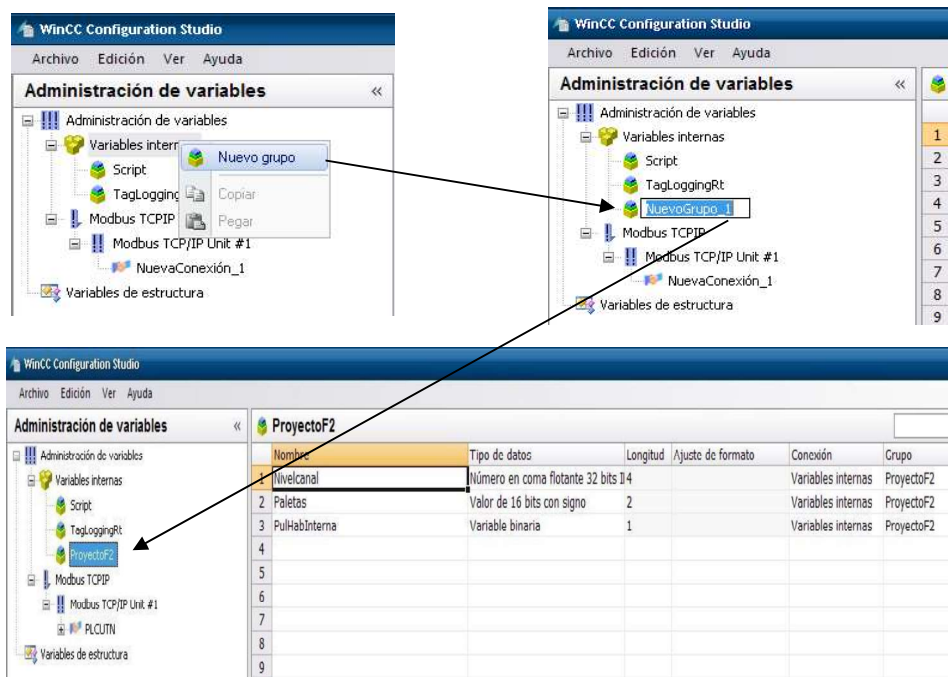 WinCC Configuration Studio
Archivo Edición Ver Ayuda
Administración de variables «
Administración de variables
Variables intern
Script
TagLogging
Modbus TCPIP
Modbus TCP/IP Unit #1
NuevaConexión_1
Variables de estructura
Nuevo grupo
Copiar
Pegar
WinCC Configuration Studio
Archivo Edición Ver Ayuda
Administración de variables «
Administración de variables
Variables internas
Script
TagLoggingRt
NuevoGrupo_1
Modbus TCPIP
Modbus TCP/IP Unit #1
NuevaConexión_1
Variables de estructura
1
2
3
4
5
6
7
8
9
WinCC Configuration Studio
Archivo Edición Ver Ayuda
Administración de variables «
Administración de variables
Variables internas
Script
TagLoggingRt
ProyectoF2
Modbus TCPIP
Modbus TCP/IP Unit #1
PLCUTN
Variables de estructura
ProyectoF2
Nombre Tipo de datos Longitud Ajuste de formato Conexión Grupo
1 Nivelcanal Número en coma flotante 32 bits I 4 Variables internas ProyectoF2
2 Paletas Valor de 16 bits con signo 2 Variables internas ProyectoF2
3 PulHabInterna Variable binaria 1 Variables internas ProyectoF2
4
5
6
7
8
9